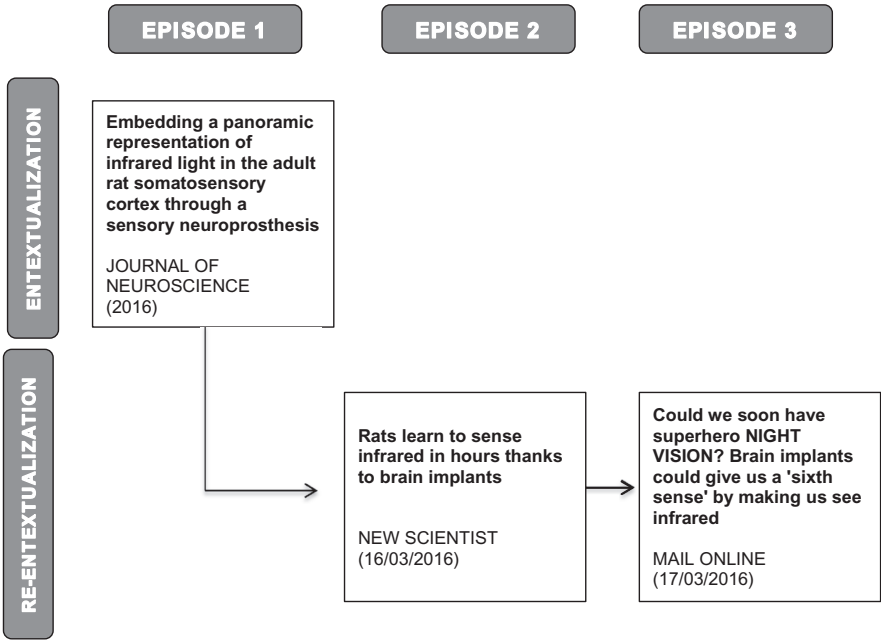 EPISODE 1
EPISODE 2
EPISODE 3
ENTEXTUALIZATION
Embedding a panoramic
representation of
infrared light in the adult
rat somatosensory
cortex through a
sensory neuroprosthesis
JOURNAL OF
NEUROSCIENCE
(2016)
RE-ENTEXTUALIZATION
Rats learn to sense
infrared in hours thanks
to brain implants
NEW SCIENTIST
(16/03/2016)
Could we soon have
superhero NIGHT
VISION? Brain implants
could give us a 'sixth
sense' by making us see
infrared
MAIL ONLINE
(17/03/2016)